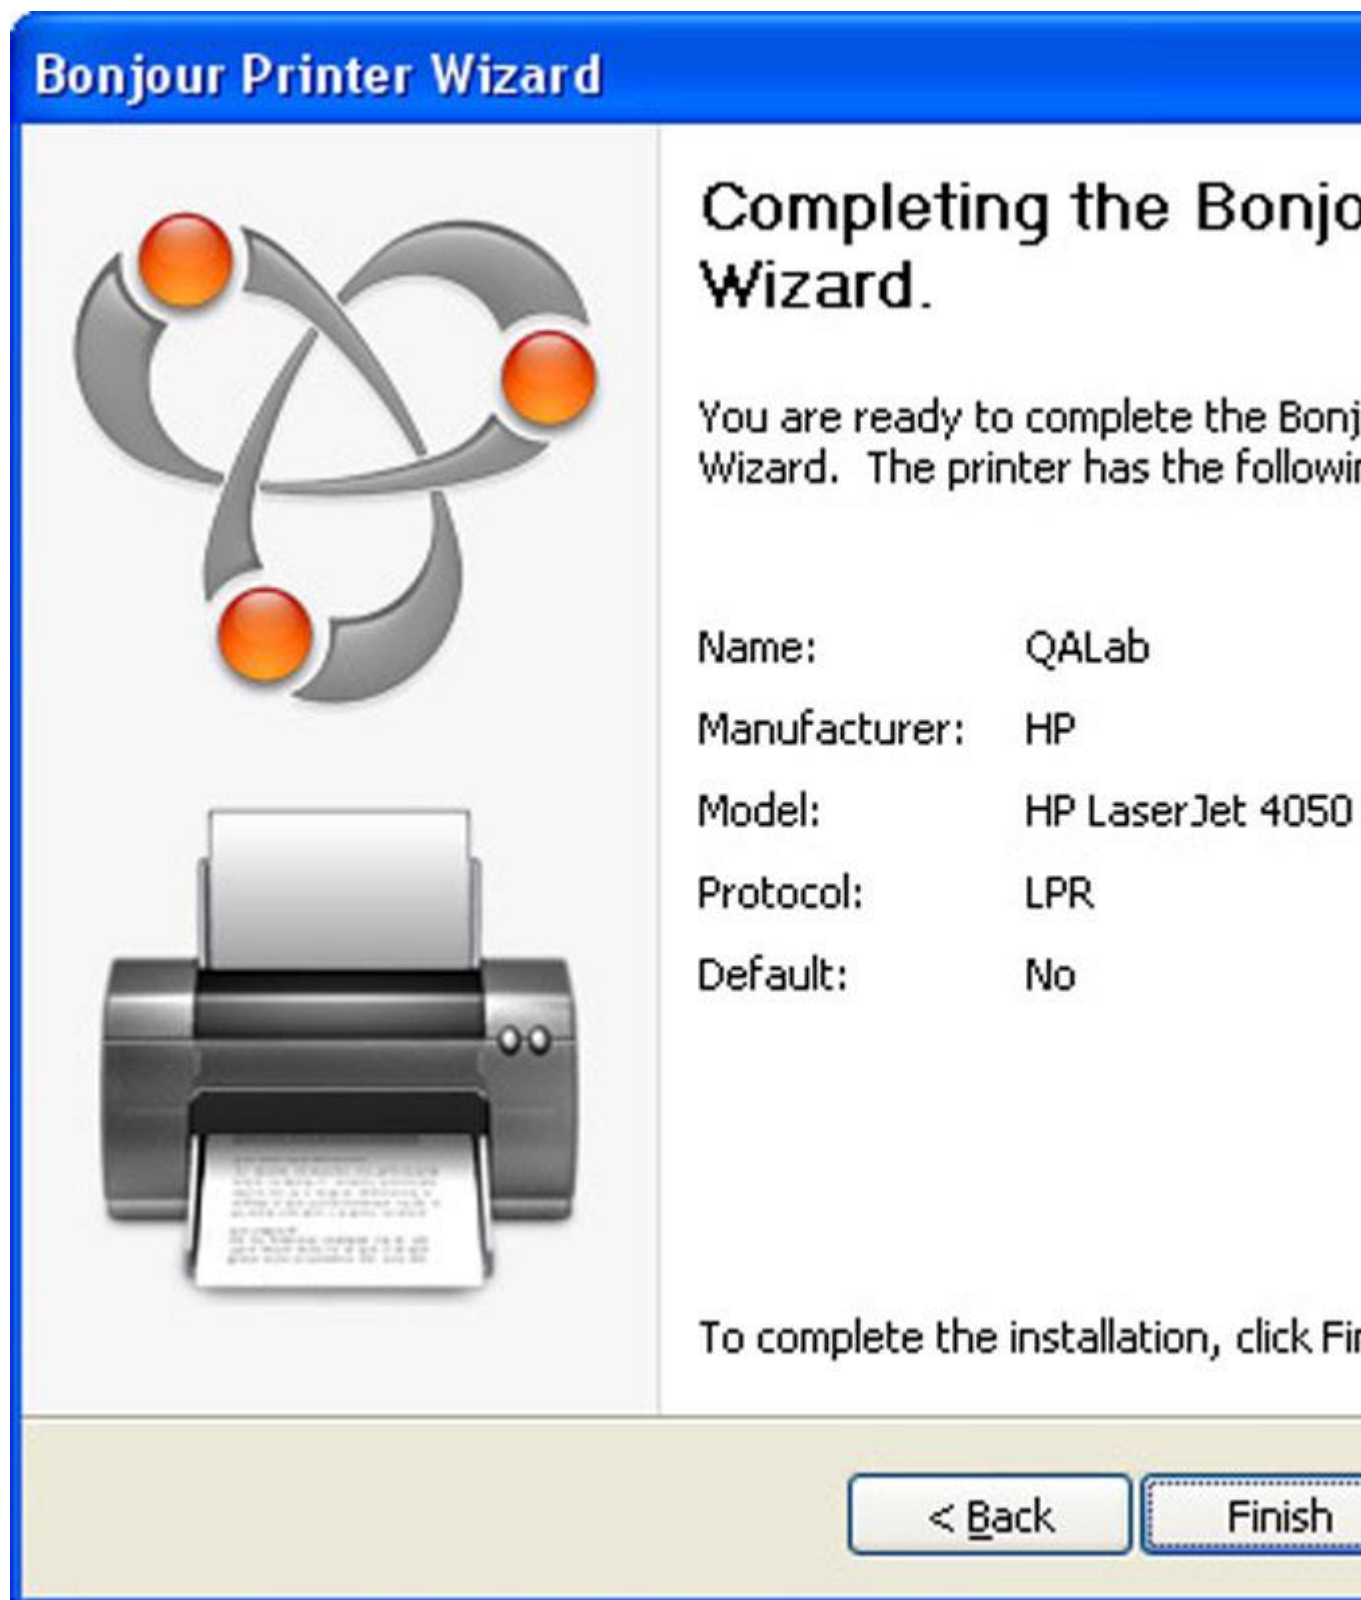 Bonjour Printer Wizard
Completing the Bonjo
Wizard.
You are ready to complete the Bonj
Wizard. The printer has the followin
Name: QALab
Manufacturer: HP
Model: HP LaserJet 4050
Protocol: LPR
Default: No
To complete the installation, click Fin
< Back
Finish